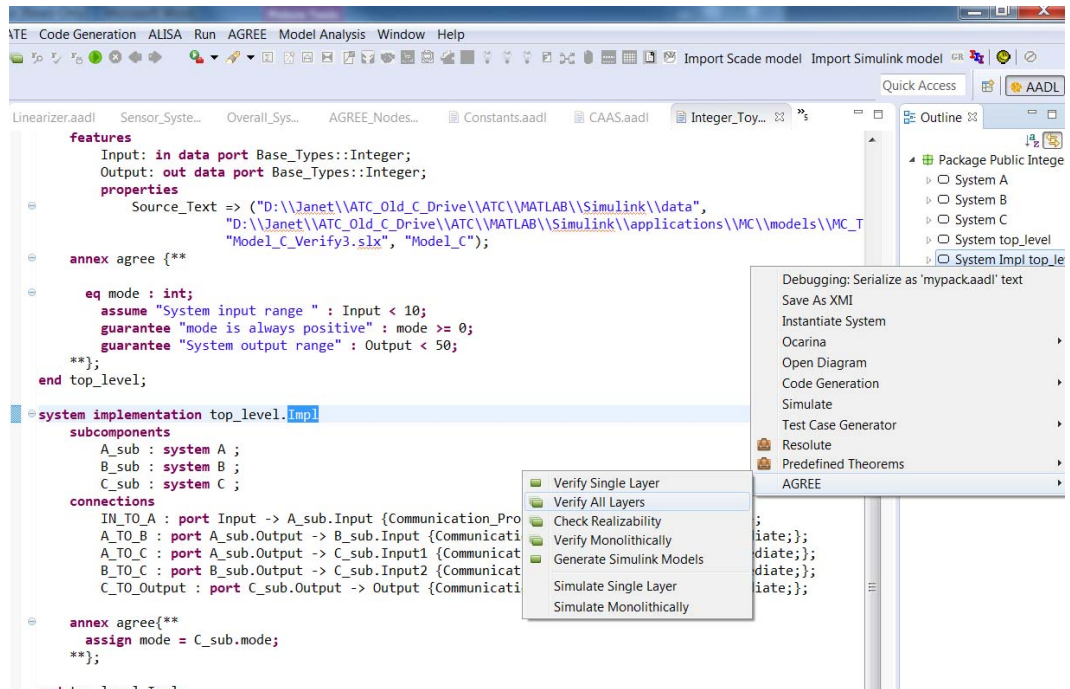 ATE Code Generation ALISA Run AGREE Model Analysis Window Help
Import Scade model Import Simulink model
Quick Access AADL
Linearizer.aadl Sensor_Syste... Overall_Sys... AGREE_Nodes... Constants.aadl CAAS.aadl Integer_Toy... Outline
features
Input: in data port Base_Types::Integer;
Output: out data port Base_Types::Integer;
properties
Source_Text => ("D:\\Janet\\ATC_Old_C_Drive\\ATC\\MATLAB\\Simulink\\data",
"D:\\Janet\\ATC_Old_C_Drive\\ATC\\MATLAB\\Simulink\\applications\\MC\\models\\MC_T
"Model_C_Verify3.slx", "Model_C");
annex agree {**
eq mode : int;
assume "System input range " : Input < 10;
guarantee "mode is always positive" : mode >= 0;
guarantee "System output range" : Output < 50;
**};
end top_level;
system implementation top_level.Impl
subcomponents
A_sub : system A ;
B_sub : system B ;
C_sub : system C ;
connections
IN_TO_A : port Input -> A_sub.Input {Communication_Pro ;
A_TO_B : port A_sub.Output -> B_sub.Input {Communicati iate;};
A_TO_C : port A_sub.Output -> C_sub.Input1 {Communicat ediate;};
B_TO_C : port B_sub.Output -> C_sub.Input2 {Communicat ediate;};
C_TO_Output : port C_sub.Output -> Output {Communicati iate;};
annex agree{**
assign mode = C_sub.mode;
**};
Package Public Intege
System A
System B
System C
System top_level
System Impl top_le
Debugging: Serialize as 'mypack.aadl' text
Save As XMI
Instantiate System
Ocarina
Open Diagram
Code Generation
Simulate
Test Case Generator
Resolute
Predefined Theorems
AGREE
Verify Single Layer
Verify All Layers
Check Realizability
Verify Monolithically
Generate Simulink Models
Simulate Single Layer
Simulate Monolithically